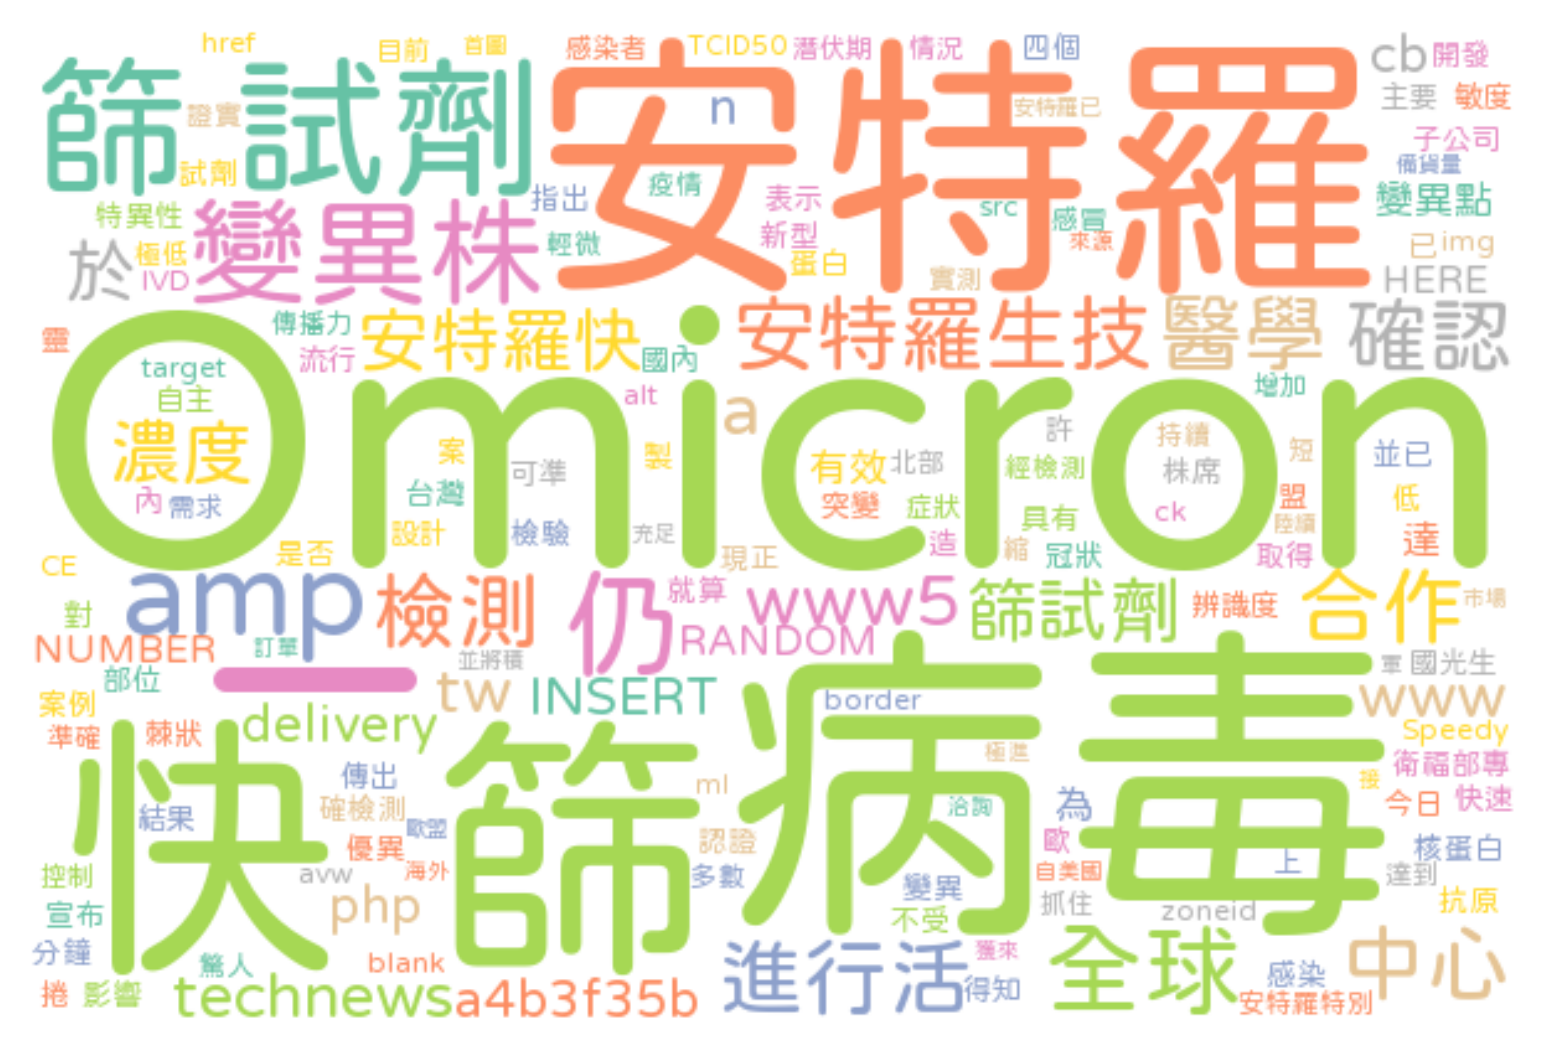 href
目前
首圖
感染者
TCID50
潛伏期
情況
四個
cb
開發
篩試劑
安特羅
證實
n
安特羅已
主要
敏度
子公司
試劑
疫情
備貨量
特異性
變異株
指出
表示
src
感冒
變異點
於
極低
輕微
新型
來源
已
img
IVD
蛋白
實測
HERE
靈
傳播力
安特羅快
安特羅生技
醫學
確認
流行
國內
Omicron
target
自主
alt
a
增加
濃度
案
製
有效
北部
許
持續
短
並已
可準
經檢測
株席
內
需求
台灣
突變
症狀
ck
盟
低
設計
檢驗
充足
具有
陸續
CE
是否
現正
造
縮
冠狀
取得
達
amp
檢測
仍
就算
www5
篩試劑
辨識度
合作
市場
對
NUMBER
訂單
RANDOM
並將積
部位
一
tw
INSERT
border
軍
國光生
www
案例
delivery
Speedy
準確
棘狀
快篩
病毒
極進
衛福部專
傳出
ml
接
結果
確檢測
洽詢
為
今日
快速
歐盟
認證
優異
歐
核蛋白
控制
avw
海外
多數
變異
自美國
上
達到
宣布
php
不受
抓住
zoneid
抗原
分鐘
驚人
blank
進行活
獲來
全球
中心
捲
影響
technews
a4b3f35b
得知
感染
安特羅特別